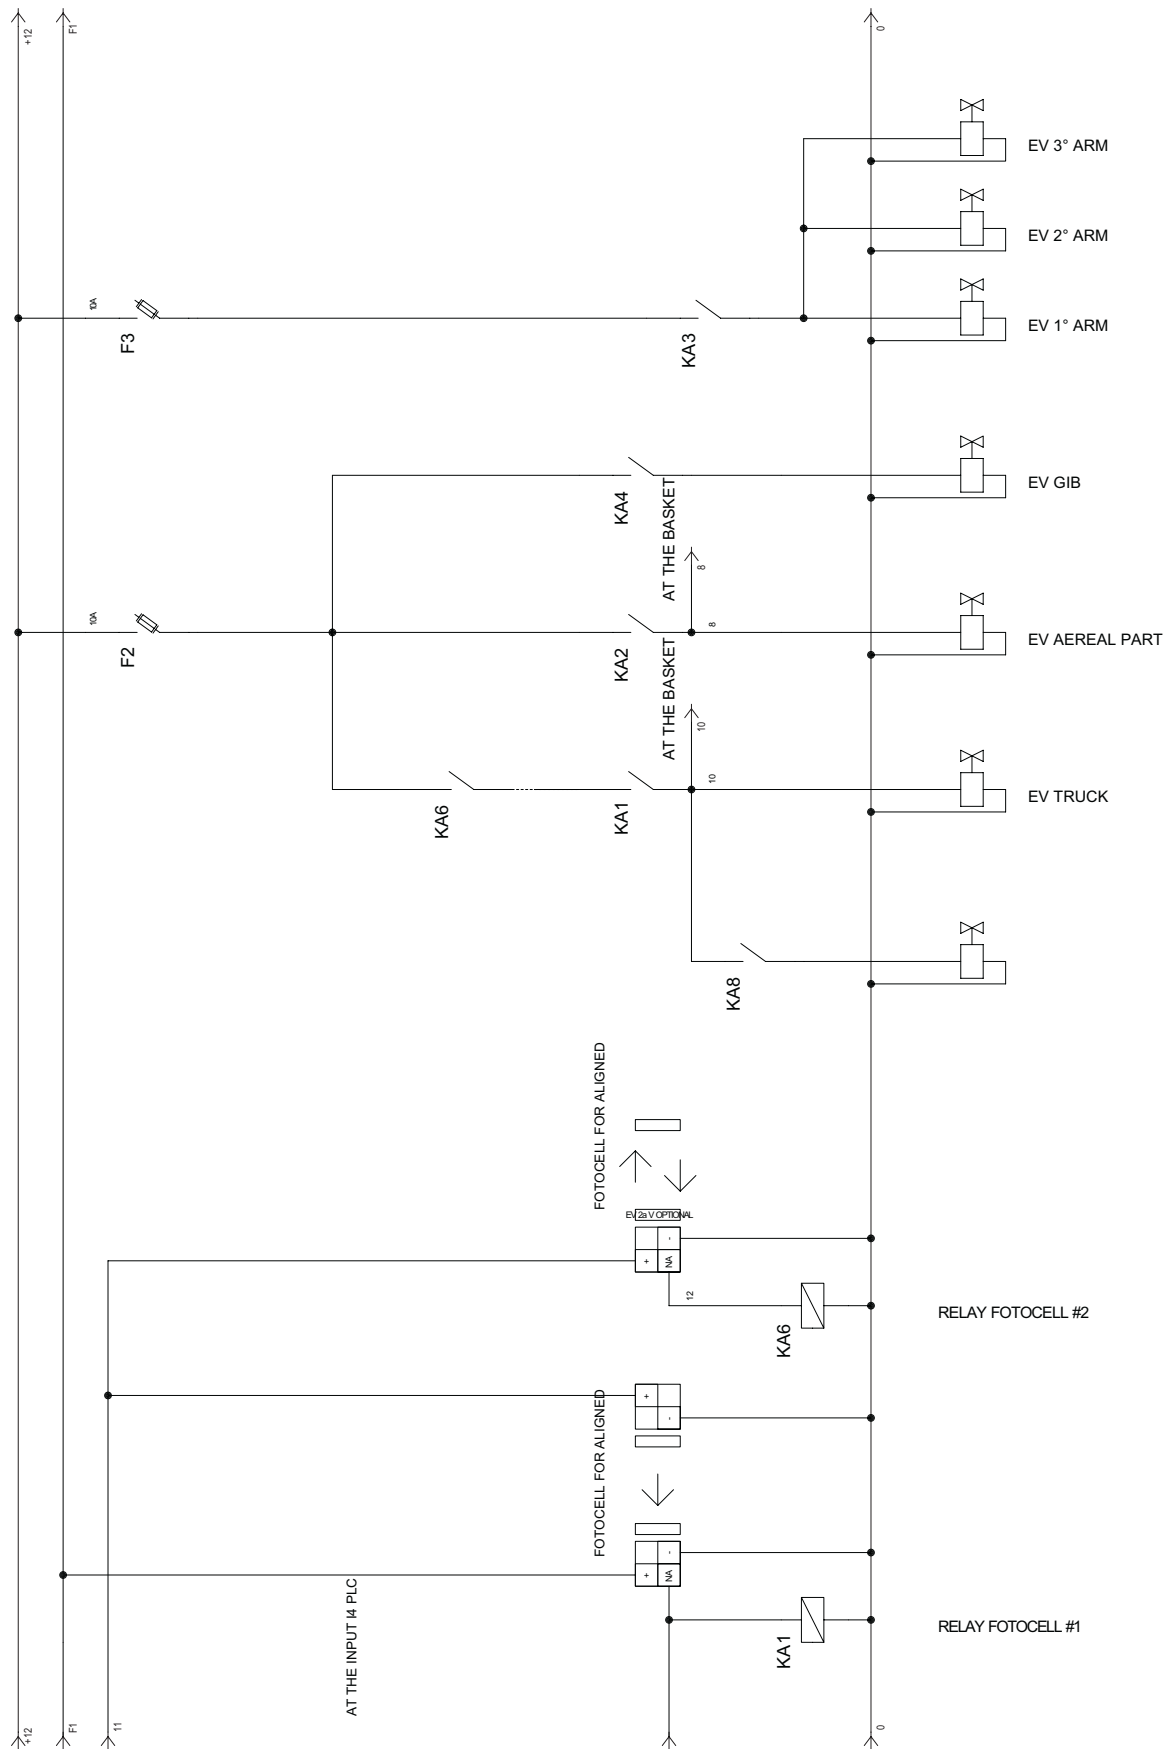 +12
F1
0
EV 3° ARM
EV 2° ARM
10A
F3
KA3
EV 1° ARM
KA4
AT THE BASKET
EV GIB
8
10A
F2
KA2
AT THE BASKET
8
EV AEREAL PART
10
KA6
KA1
10
EV TRUCK
KA8
FOTOCELL FOR ALIGNED
EV 2a V OPTIONAL
-
+
NA
12
KA6
RELAY FOTOCELL #2
FOTOCELL FOR ALIGNED
+
-
-
+
NA
AT THE INPUT I4 PLC
KA1
RELAY FOTOCELL #1
+12
F1
11
0